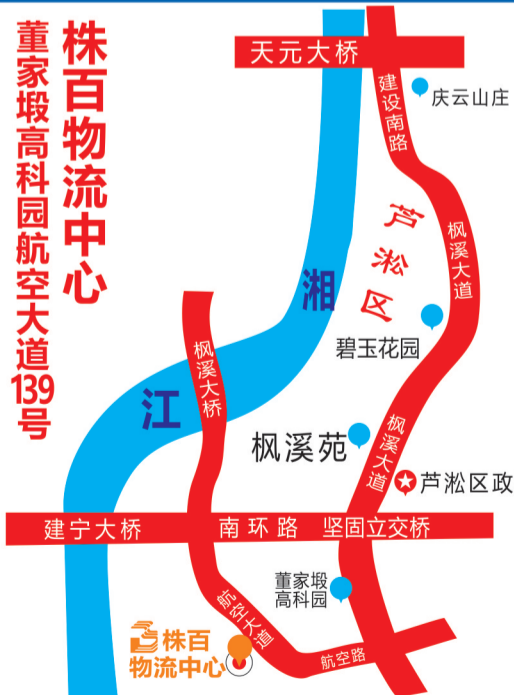 株百物流中心
董家塅高科园航空大道139号
天元大桥
建设南路
庆云山庄
芦淞区
枫溪大道
湘江
碧玉花园
枫溪大桥
枫溪苑
枫溪大道
芦淞区政
建宁大桥
南环路
坚固立交桥
董家塅
高科园
航空大道
航空路
株百
物流中心